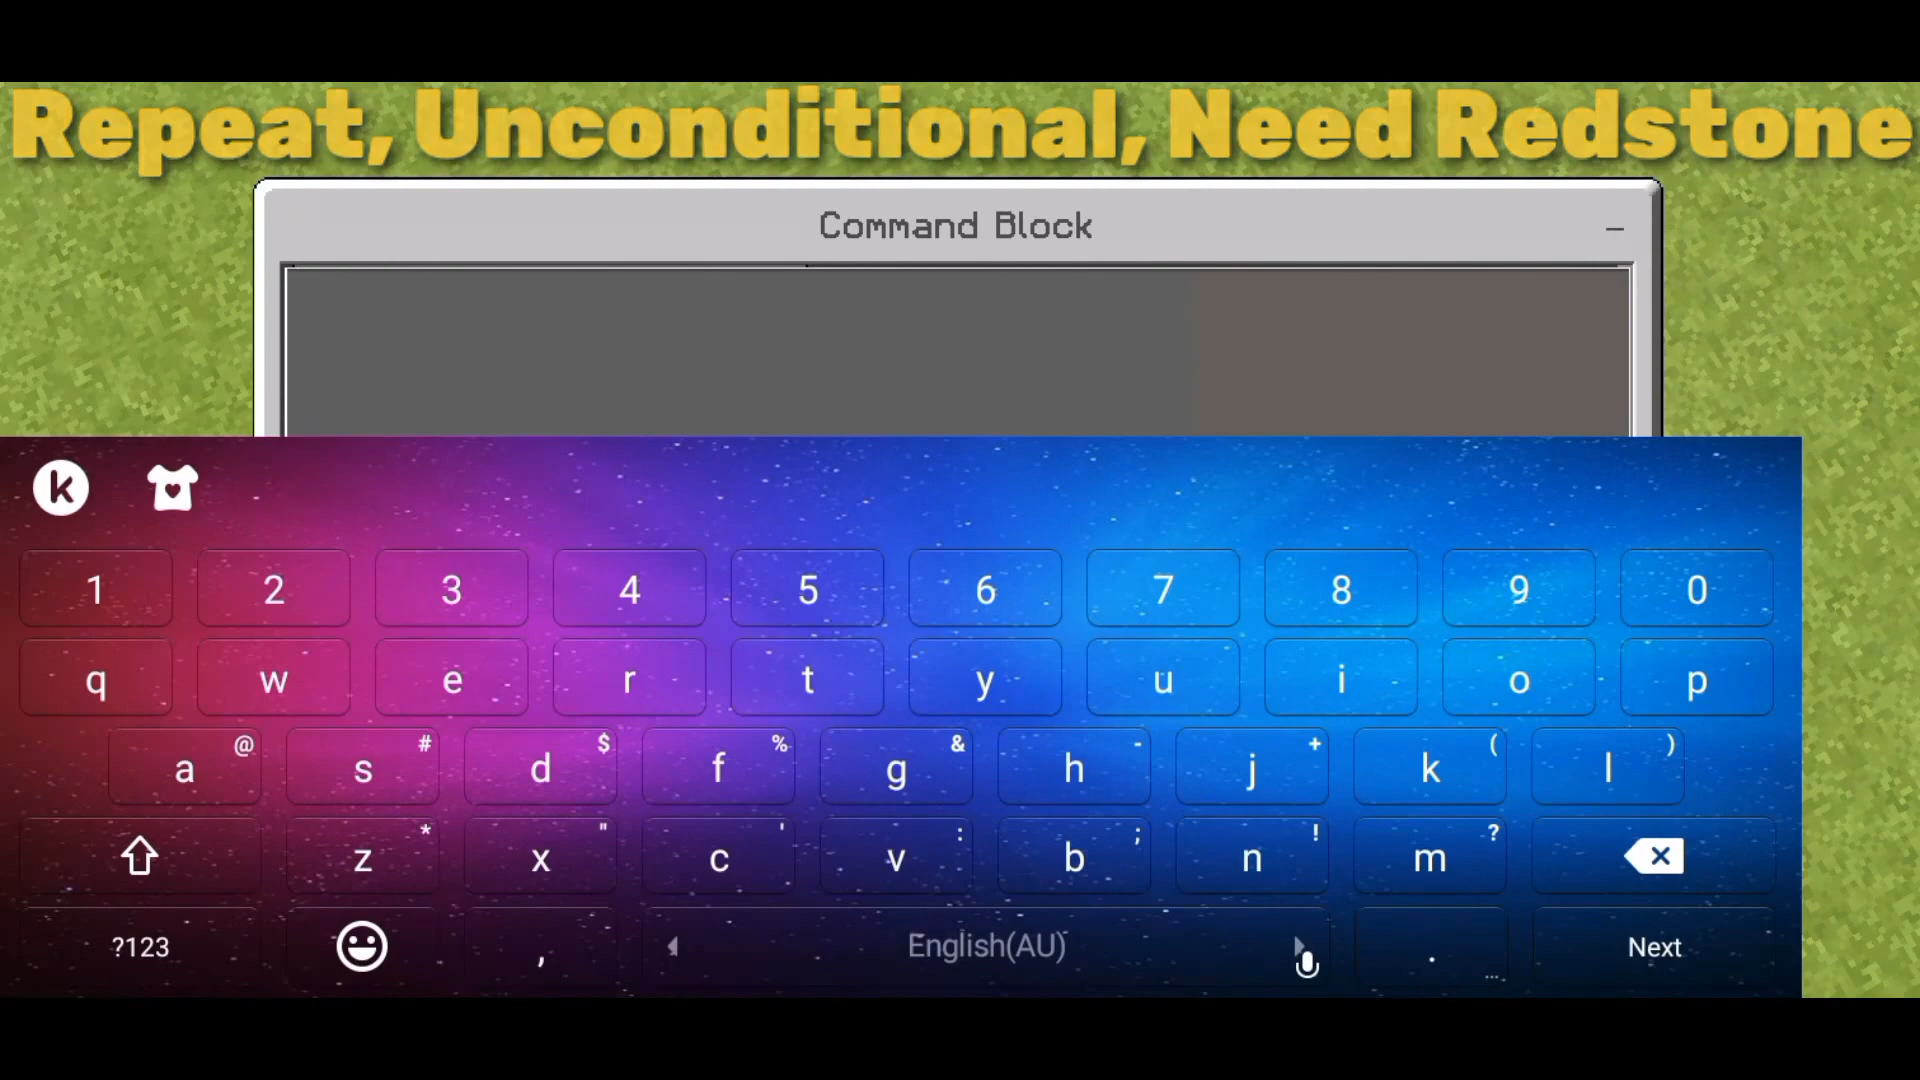 Repeat, Unconditional, Need Redstone
Command Block
k
1 2 3 4 5 6 7 8 9 0
q w e r t y u i o p
a @ s # d $ f % g & h - j + k ( l )
z * x " c ' v : b ; n ! m ?
?123 , English(AU) . ... Next